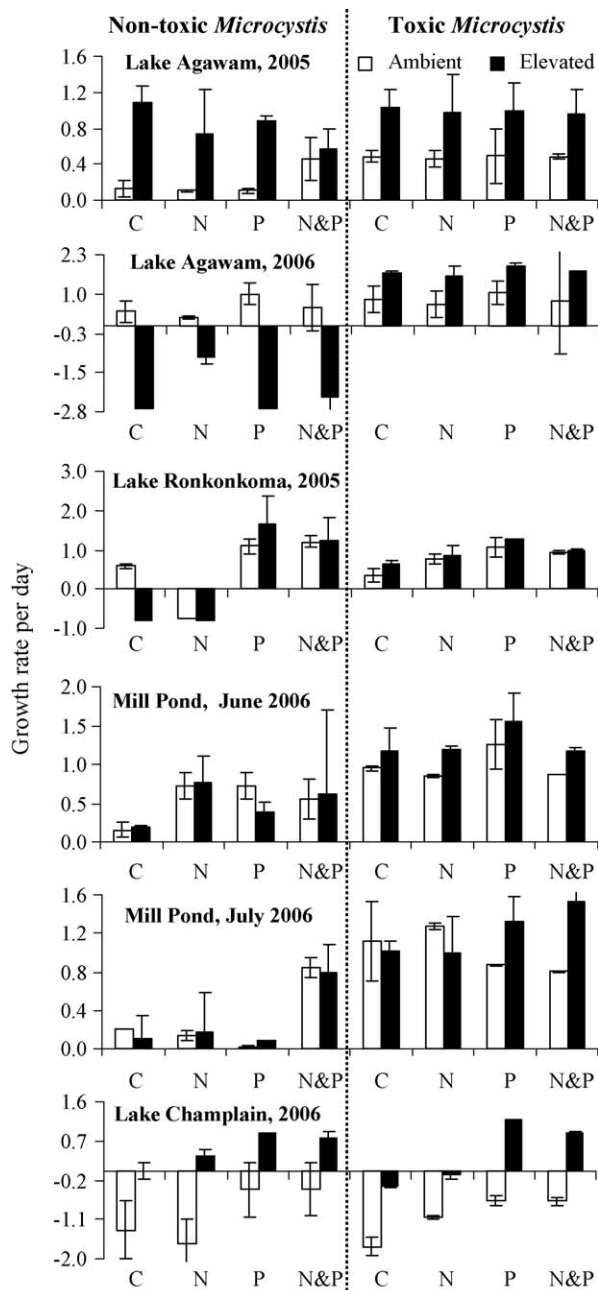 Non-toxic Microcystis Toxic Microcystis
Lake Agawam, 2005
Ambient Elevated
1.6
1.2
0.8
0.4
0.0
C N P N&P C N P N&P
Lake Agawam, 2006
2.3
1.0
-0.3
-1.5
-2.8
C N P N&P C N P N&P
Lake Ronkonkoma, 2005
3.0
2.0
1.0
0.0
-1.0
C N P N&P C N P N&P
Growth rate per day
Mill Pond, June 2006
2.0
1.5
1.0
0.5
0.0
C N P N&P C N P N&P
Mill Pond, July 2006
1.6
1.2
0.8
0.4
0.0
C N P N&P C N P N&P
Lake Champlain, 2006
1.6
0.7
-0.2
-1.1
-2.0
C N P N&P C N P N&P